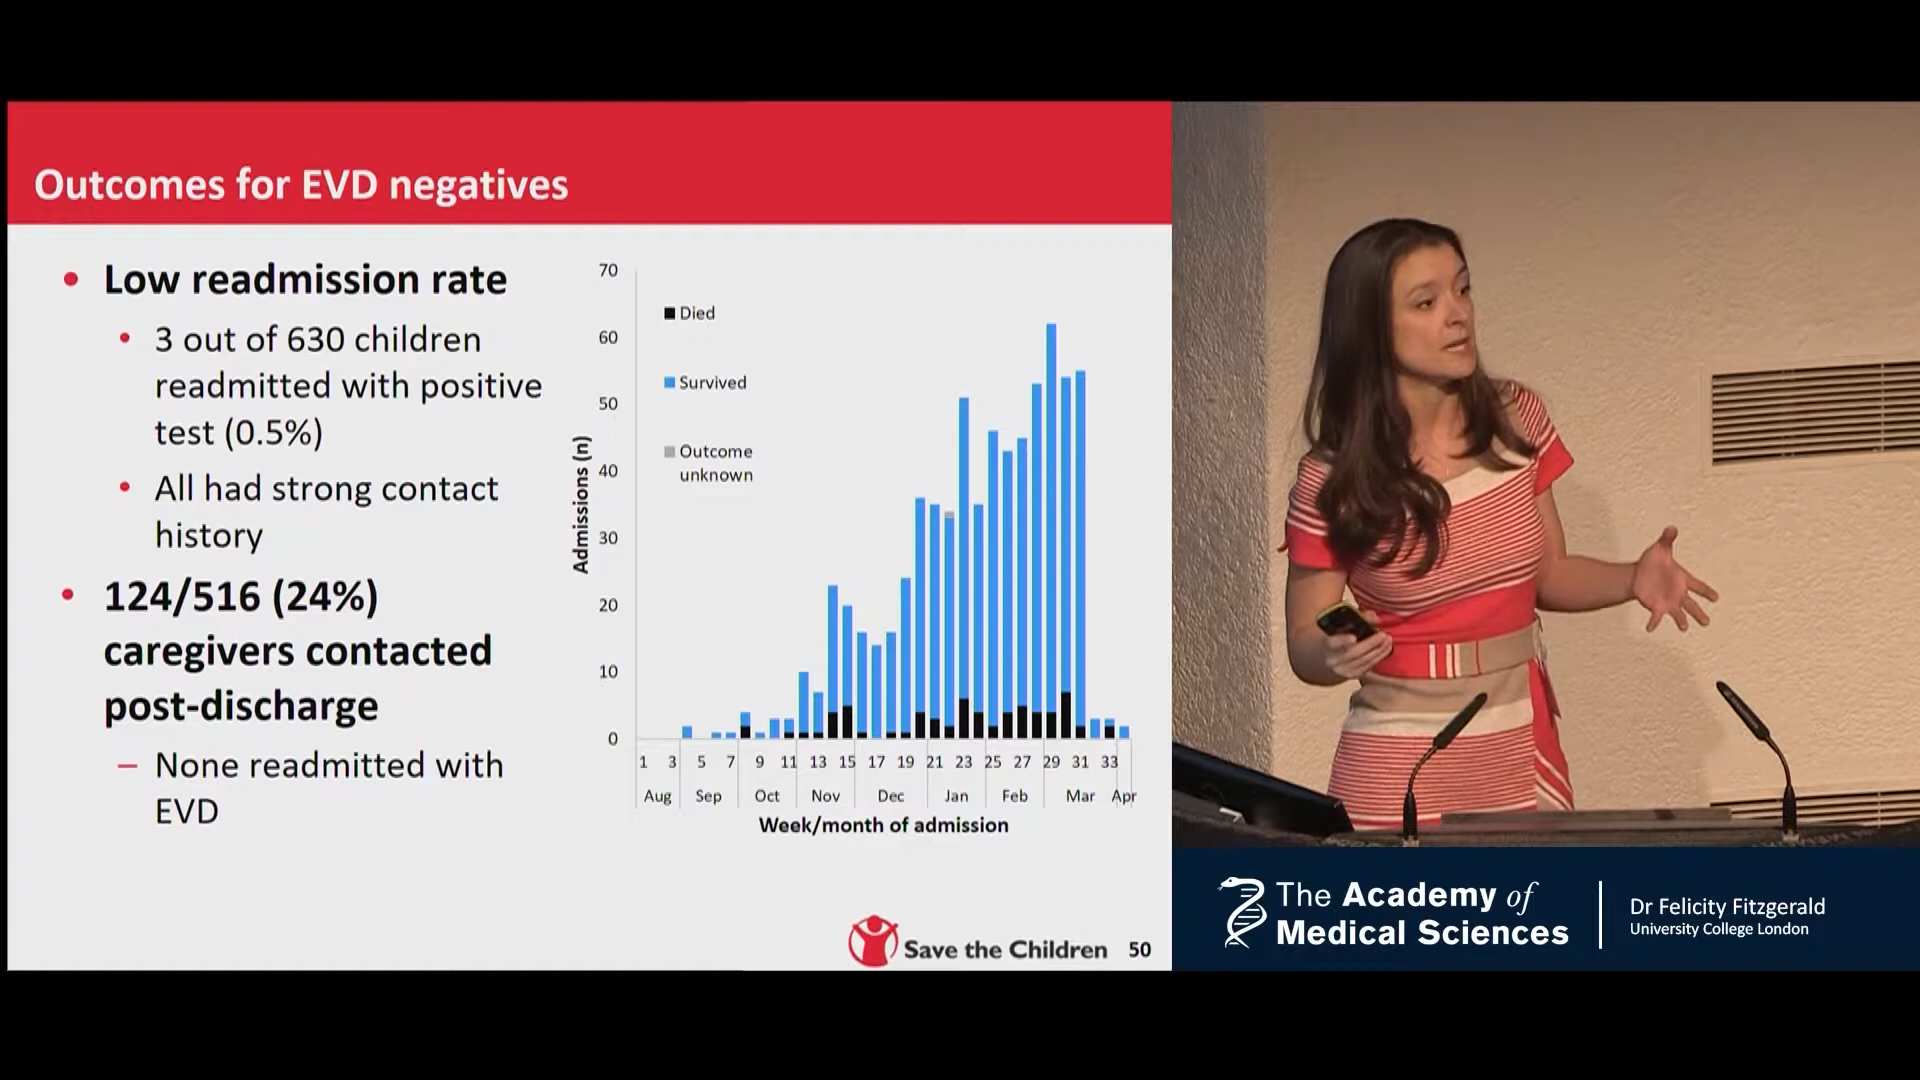 Outcomes for EVD negatives
• Low readmission rate
• 3 out of 630 children
readmitted with positive
test (0.5%)
• All had strong contact
history
• 124/516 (24%)
caregivers contacted
post-discharge
– None readmitted with
EVD
70
60
50
40
30
20
10
0
Admissions (n)
Died
Survived
Outcome
unknown
1 3 5 7 9 11 13 15 17 19 21 23 25 27 29 31 33
Aug Sep Oct Nov Dec Jan Feb Mar Apr
Week/month of admission
Save the Children 50
The Academy of
Medical Sciences
Dr Felicity Fitzgerald
University College London